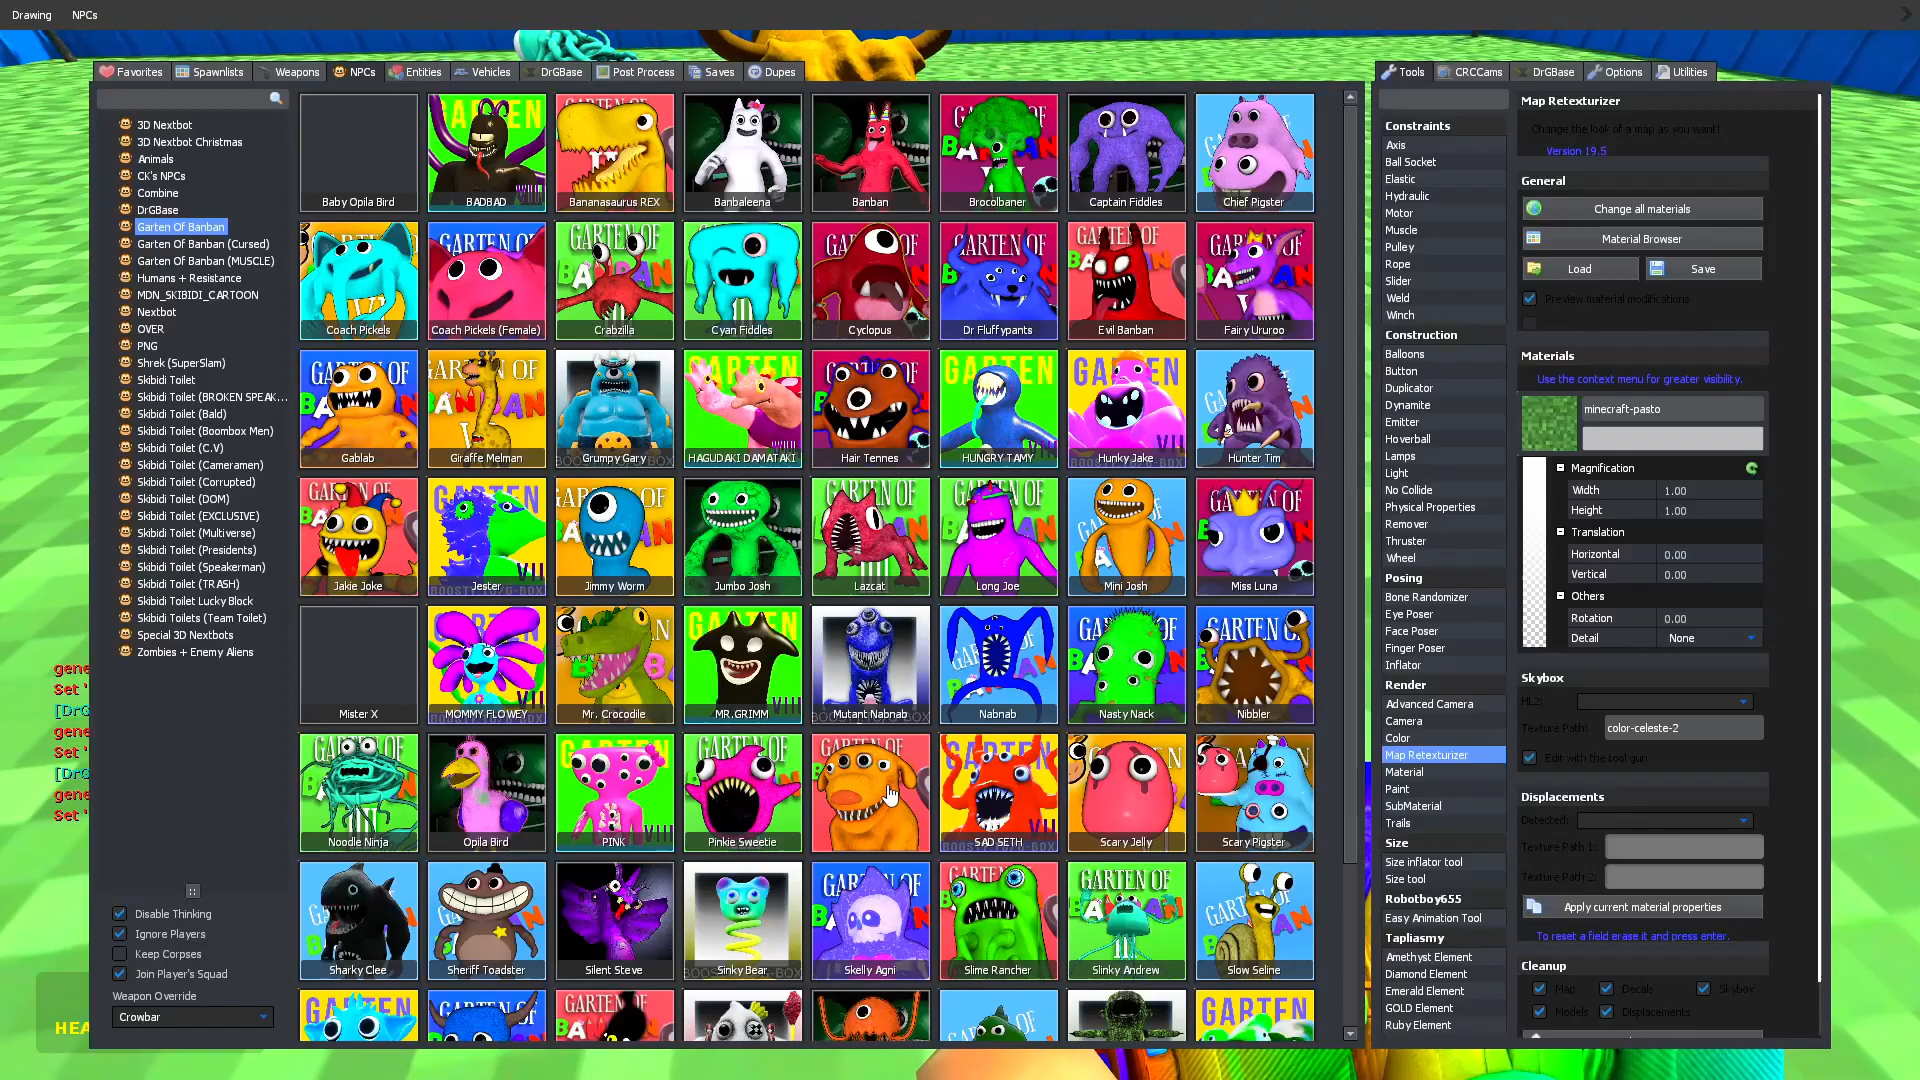 Drawing NPCs
Favorites Spawnlists Weapons NPCs Entities Vehicles DrGBase Post Process Saves Dupes
3D Nextbot
3D Nextbot Christmas
Animals
CK's NPCs
Combine
DrGBase
Garten Of Banban
Garten Of Banban (Cursed)
Garten Of Banban (MUSCLE)
Humans + Resistance
MDN_SKIBIDI_CARTOON
Nextbot
OVER
PNG
Shrek (SuperSlam)
Skibidi Toilet
Skibidi Toilet (BROKEN SPEAK...
Skibidi Toilet (Bald)
Skibidi Toilet (Boombox Men)
Skibidi Toilet (C.V)
Skibidi Toilet (Cameramen)
Skibidi Toilet (Corrupted)
Skibidi Toilet (DOM)
Skibidi Toilet (EXCLUSIVE)
Skibidi Toilet (Multiverse)
Skibidi Toilet (Presidents)
Skibidi Toilet (Speakerman)
Skibidi Toilet (TRASH)
Skibidi Toilet Lucky Block
Skibidi Toilets (Team Toilet)
Special 3D Nextbots
Zombies + Enemy Aliens
Disable Thinking
Ignore Players
Keep Corpses
Join Player's Squad
Weapon Override
Crowbar
gene
Set '
[DrG
gene
Set '
[DrG
gene
Set '
HEA
Baby Opila Bird BADBAD Bananasaurus REX Banbaleena Banban Brocolbaner Captain Fiddles Chief Pigster
Coach Pickels Coach Pickels (Female) Crabzilla Cyan Fiddles Cyclopus Dr Fluffypants Evil Banban Fairy Ururoo
Gablab Giraffe Melman Grumpy Gary HAGUDAKI DAMATAKI Hair Tennes HUNGRY TAMY Hunky Jake Hunter Tim
Jakie Joke Jester Jimmy Worm Jumbo Josh Lazcat Long Joe Mini Josh Miss Luna
Mister X MOMMY FLOWEY Mr. Crocodile MR.GRIMM Mutant Nabnab Nabnab Nasty Nack Nibbler
Noodle Ninja Opila Bird PINK Pinkie Sweetie SAD SETH Scary Jelly Scary Pigster
Sharky Clee Sheriff Toadster Silent Steve Sinky Bear Skelly Agni Slime Rancher Slinky Andrew Slow Seline
Tools CRCCams DrGBase Options Utilities
Constraints
Axis
Ball Socket
Elastic
Hydraulic
Motor
Muscle
Pulley
Rope
Slider
Weld
Winch
Construction
Balloons
Button
Duplicator
Dynamite
Emitter
Hoverball
Lamps
Light
No Collide
Physical Properties
Remover
Thruster
Wheel
Posing
Bone Randomizer
Eye Poser
Face Poser
Finger Poser
Inflator
Render
Advanced Camera
Camera
Color
Map Retexturizer
Material
Paint
SubMaterial
Trails
Size
Size inflator tool
Size tool
Robotboy655
Easy Animation Tool
Tapliasmy
Amethyst Element
Diamond Element
Emerald Element
GOLD Element
Ruby Element
Map Retexturizer
Change the look of a map as you want!
Version 19.5
General
Change all materials
Material Browser
Load Save
Preview material modifications
Materials
Use the context menu for greater visibility.
minecraft-pasto
Magnification
Width 1.00
Height 1.00
Translation
Horizontal 0.00
Vertical 0.00
Others
Rotation 0.00
Detail None
Skybox
HL2:
Texture Path: color-celeste-2
Edit with the tool gun
Displacements
Detected:
Texture Path 1:
Texture Path 2:
Apply current material properties
To reset a field erase it and press enter.
Cleanup
Map Decals Skybox
Models Displacements